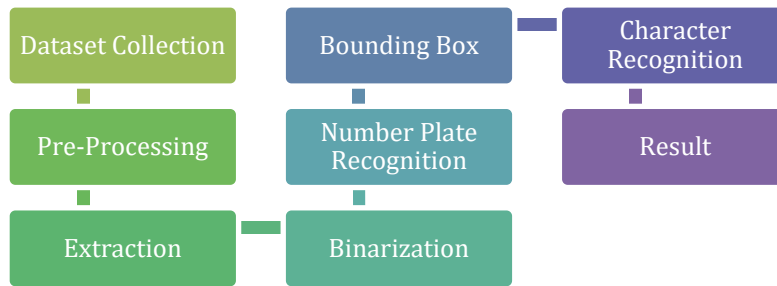 Dataset Collection
Pre-Processing
Extraction
Binarization
Number Plate
Recognition
Bounding Box
Character
Recognition
Result